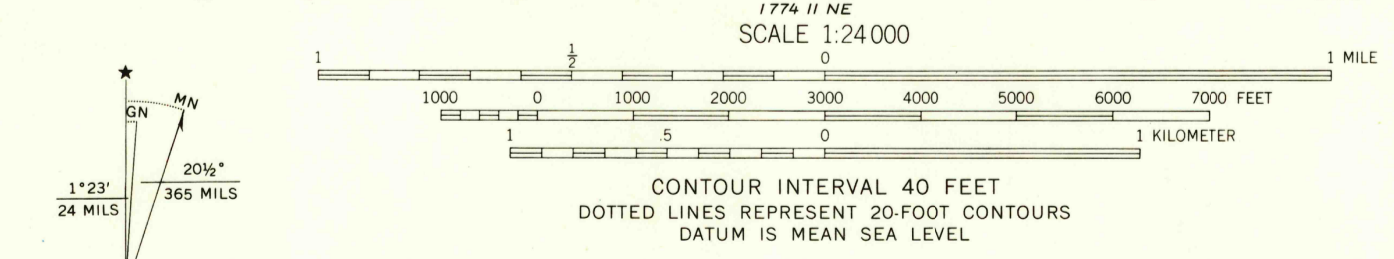 1774 II NE
SCALE 1:24 000
1 ½ 0 1 MILE
1000 0 1000 2000 3000 4000 5000 6000 7000 FEET
1 .5 0 1 KILOMETER
CONTOUR INTERVAL 40 FEET
DOTTED LINES REPRESENT 20-FOOT CONTOURS
DATUM IS MEAN SEA LEVEL
★
MN
GN
20½°
365 MILS
1°23′
24 MILS